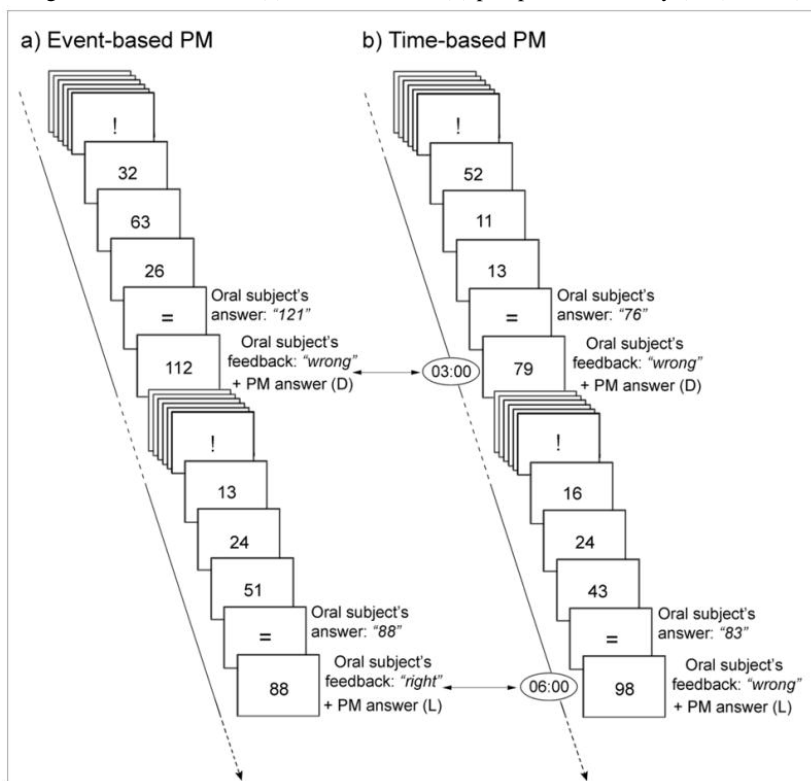 a) Event-based PM
!
32
63
26
=
Oral subject's
answer: "121"
112
Oral subject's
feedback: "wrong"
+ PM answer (D)
!
13
24
51
=
Oral subject's
answer: "88"
88
Oral subject's
feedback: "right"
+ PM answer (L)
b) Time-based PM
!
52
11
13
=
Oral subject's
answer: "76"
03:00
79
Oral subject's
feedback: "wrong"
+ PM answer (D)
!
16
24
43
=
Oral subject's
answer: "83"
06:00
98
Oral subject's
feedback: "wrong"
+ PM answer (L)